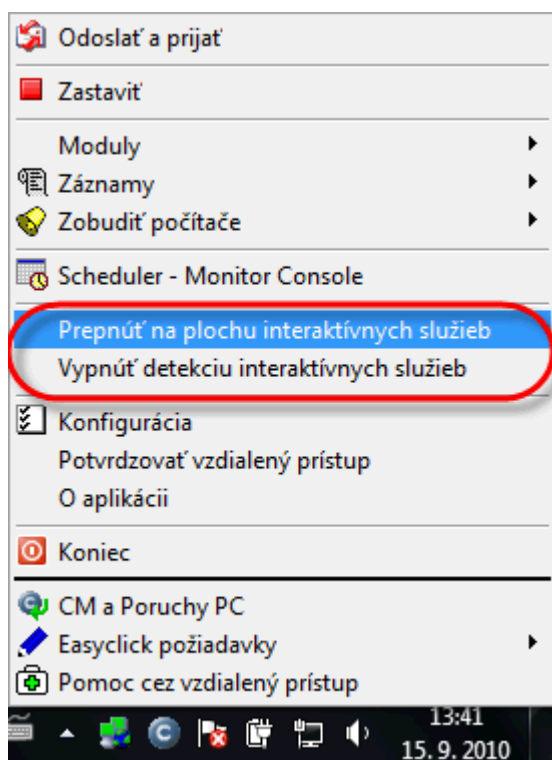 Odoslať a prijať
Zastaviť
Moduly
Záznamy
Zobudiť počítače
Scheduler - Monitor Console
Prepnúť na plochu interaktívnych služieb
Vypnúť detekciu interaktívnych služieb
Konfigurácia
Potvrdzovať vzdialený prístup
O aplikácii
Koniec
CM a Poruchy PC
Easyclick požiadavky
Pomoc cez vzdialený prístup
13:41
15. 9. 2010